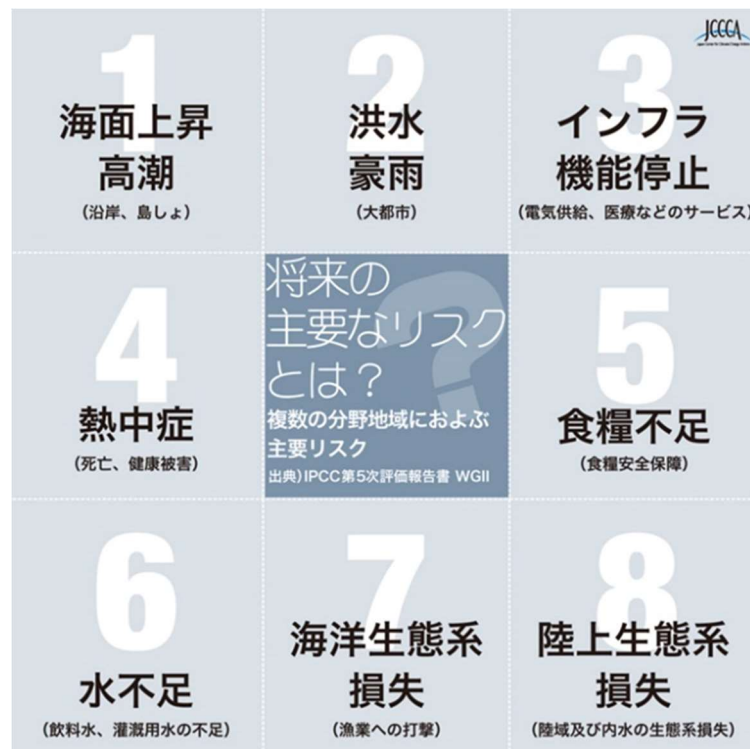 JCCCA
1
海面上昇
高潮
(沿岸、島しょ)
2
洪水
豪雨
(大都市)
3
インフラ
機能停止
(電気供給、医療などのサービス)
4
熱中症
(死亡、健康被害)
?
将来の
主要なリスク
とは？
複数の分野地域におよぶ
主要リスク
出典)IPCC第5次評価報告書 WGII
5
食糧不足
(食糧安全保障)
6
水不足
(飲料水、灌漑用水の不足)
7
海洋生態系
損失
(漁業への打撃)
8
陸上生態系
損失
(陸域及び内水の生態系損失)